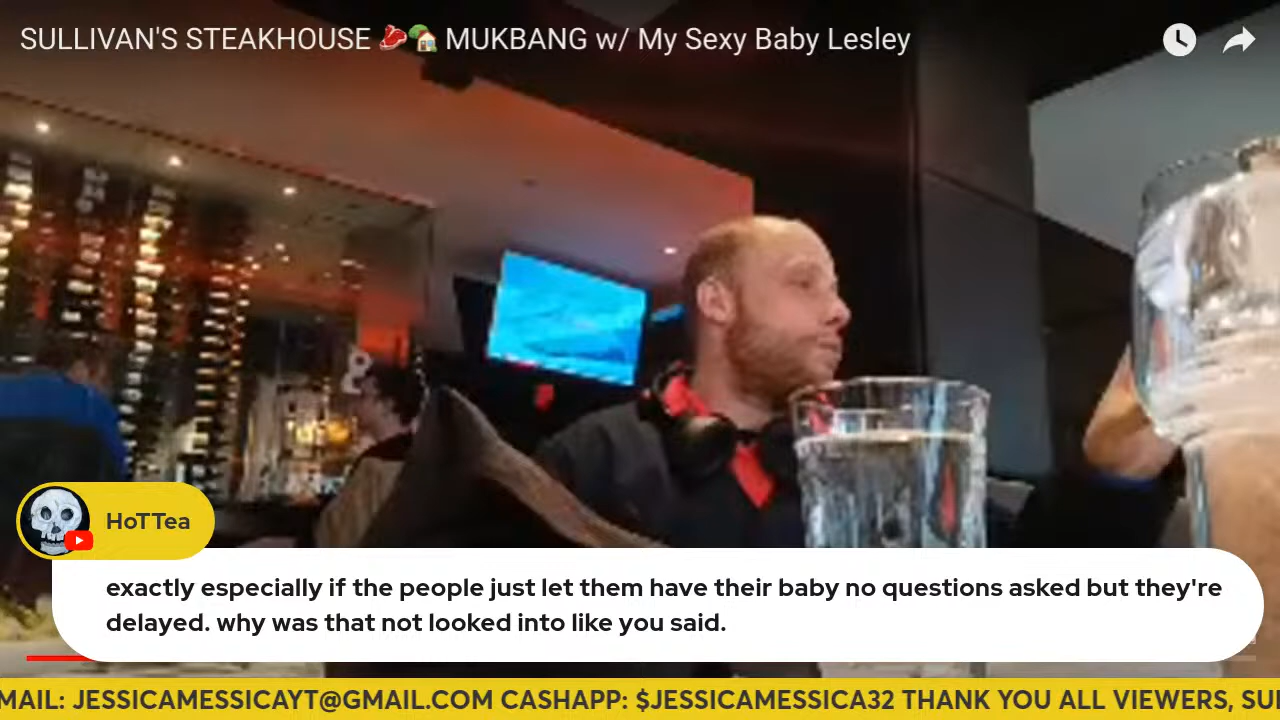 SULLIVAN'S STEAKHOUSE 🥩🏡 MUKBANG w/ My Sexy Baby Lesley
HoTTea
exactly especially if the people just let them have their baby no questions asked but they're
delayed. why was that not looked into like you said.
MAIL: JESSICAMESSICAYT@GMAIL.COM CASHAPP: $JESSICAMESSICA32 THANK YOU ALL VIEWERS,